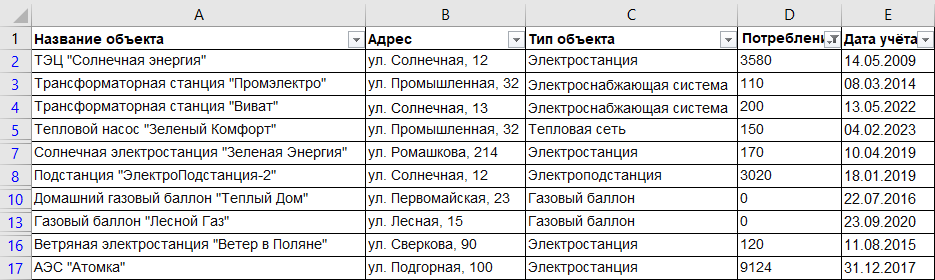 A B C D E
1 Название объекта Адрес Тип объекта Потреблени Дата учёта
2 ТЭЦ "Солнечная энергия" ул. Солнечная, 12 Электростанция 3580 14.05.2009
3 Трансформаторная станция "Промэлектро" ул. Промышленная, 32 Электроснабжающая система 110 08.03.2014
4 Трансформаторная станция "Виват" ул. Солнечная, 13 Электроснабжающая система 200 13.05.2022
5 Тепловой насос "Зеленый Комфорт" ул. Промышленная, 32 Тепловая сеть 150 04.02.2023
7 Солнечная электростанция "Зеленая Энергия" ул. Ромашкова, 214 Электростанция 170 10.04.2019
8 Подстанция "ЭлектроПодстанция-2" ул. Солнечная, 12 Электроподстанция 3020 18.01.2019
10 Домашний газовый баллон "Теплый Дом" ул. Первомайская, 23 Газовый баллон 0 22.07.2016
13 Газовый баллон "Лесной Газ" ул. Лесная, 15 Газовый баллон 0 23.09.2020
16 Ветряная электростанция "Ветер в Поляне" ул. Сверкова, 90 Электростанция 120 11.08.2015
17 АЭС "Атомка" ул. Подгорная, 100 Электростанция 9124 31.12.2017